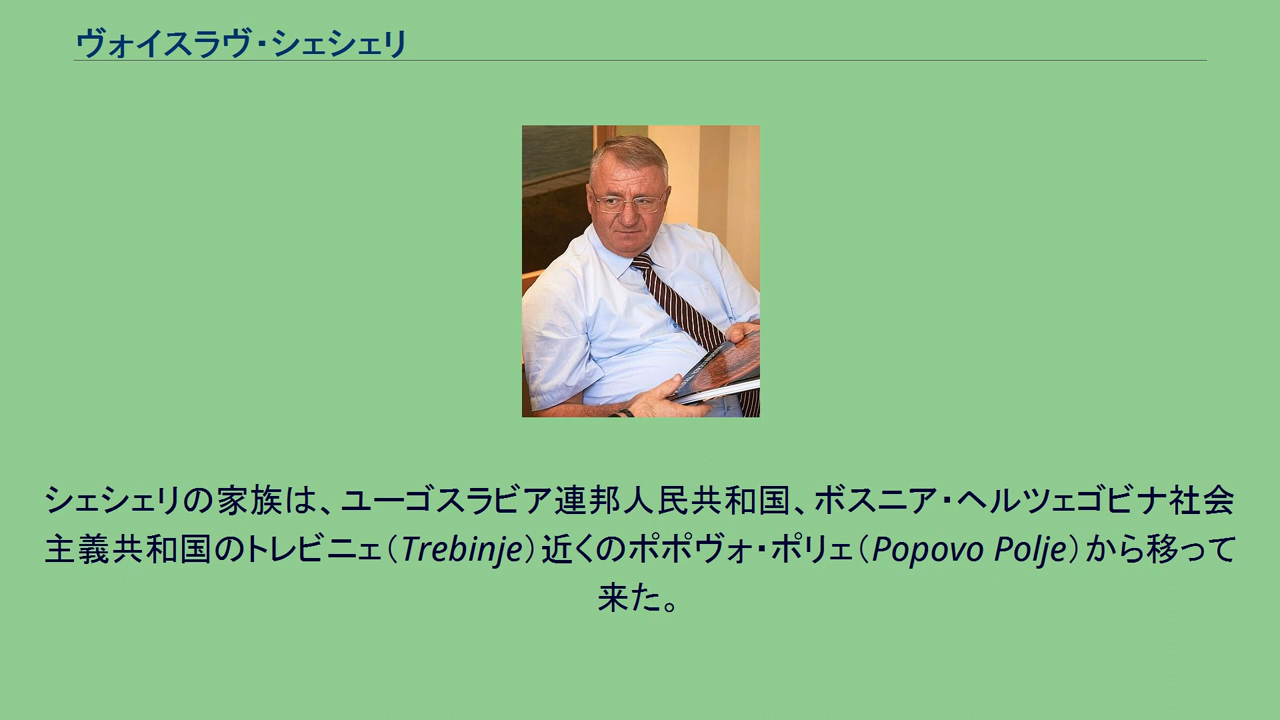 ヴォイスラヴ・シェシェリ
シェシェリの家族は、ユーゴスラビア連邦人民共和国、ボスニア・ヘルツェゴビナ社会
主義共和国のトレビニェ（Trebinje）近くのポポヴォ・ポリェ（Popovo Polje）から移って
来た。